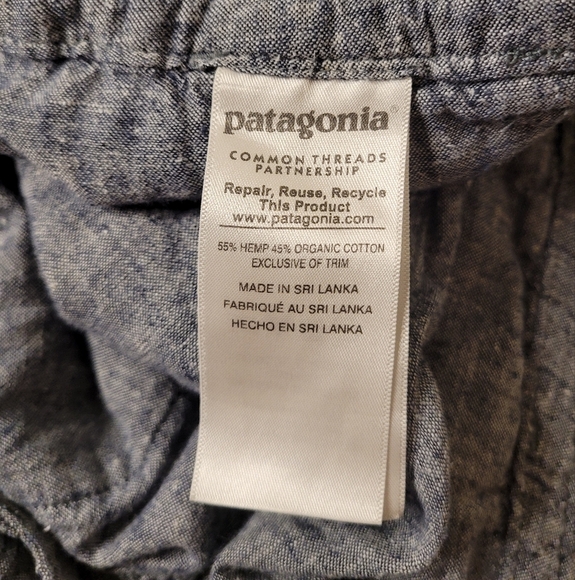 patagonia®
COMMON THREADS
PARTNERSHIP
Repair, Reuse, Recycle
This Product
www.patagonia.com
55% HEMP 45% ORGANIC COTTON
EXCLUSIVE OF TRIM
MADE IN SRI LANKA
FABRIQUÉ AU SRI LANKA
HECHO EN SRI LANKA